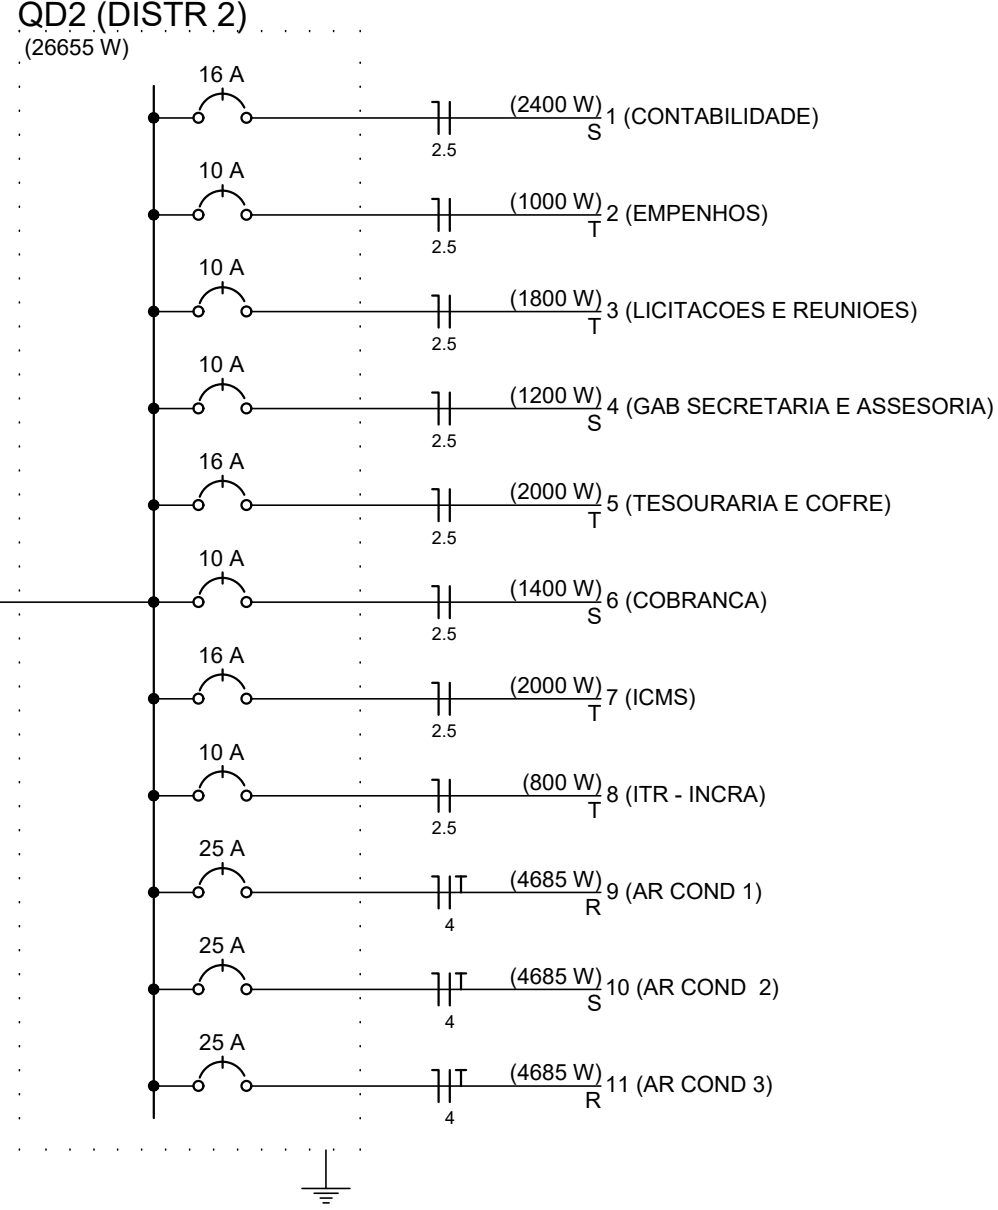 QD2 (DISTR 2)
(26655 W)
16 A
(2400 W) 1 (CONTABILIDADE)
S
2.5
10 A
(1000 W) 2 (EMPENHOS)
T
2.5
10 A
(1800 W) 3 (LICITACOES E REUNIOES)
T
2.5
10 A
(1200 W) 4 (GAB SECRETARIA E ASSESORIA)
S
2.5
16 A
(2000 W) 5 (TESOURARIA E COFRE)
T
2.5
10 A
(1400 W) 6 (COBRANCA)
S
2.5
16 A
(2000 W) 7 (ICMS)
T
2.5
10 A
(800 W) 8 (ITR - INCRA)
T
2.5
25 A
(4685 W) 9 (AR COND 1)
R
4
25 A
(4685 W) 10 (AR COND 2)
S
4
25 A
(4685 W) 11 (AR COND 3)
R
4